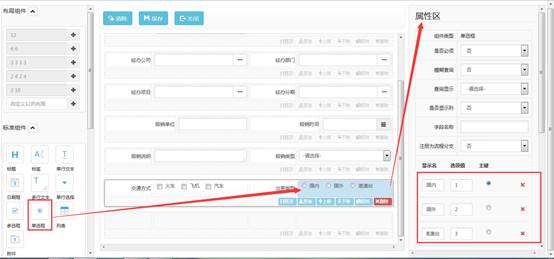 布局组件
12
6 6
3 3 3 3
2 4 2 4
2 10
自定义12列布局
标准组件
标题
标签
单行文本
日期框
多行文本
单行选择
多选框
单选框
列表
附件
清除
保存
关闭
经办公司
经办部门
经办项目
经办分期
报销单位
报销时间
报销说明
报销类型
-请选择-
交通方式
火车
飞机
汽车
国内
国外
港澳台
属性区
组件类型
单选框
是否必须
否
模糊查询
否
查询显示
-请选择-
是否显示列
否
字段名称
注册为流程分支
否
显示名
选项值
主键
国内
1
国外
2
港澳台
3